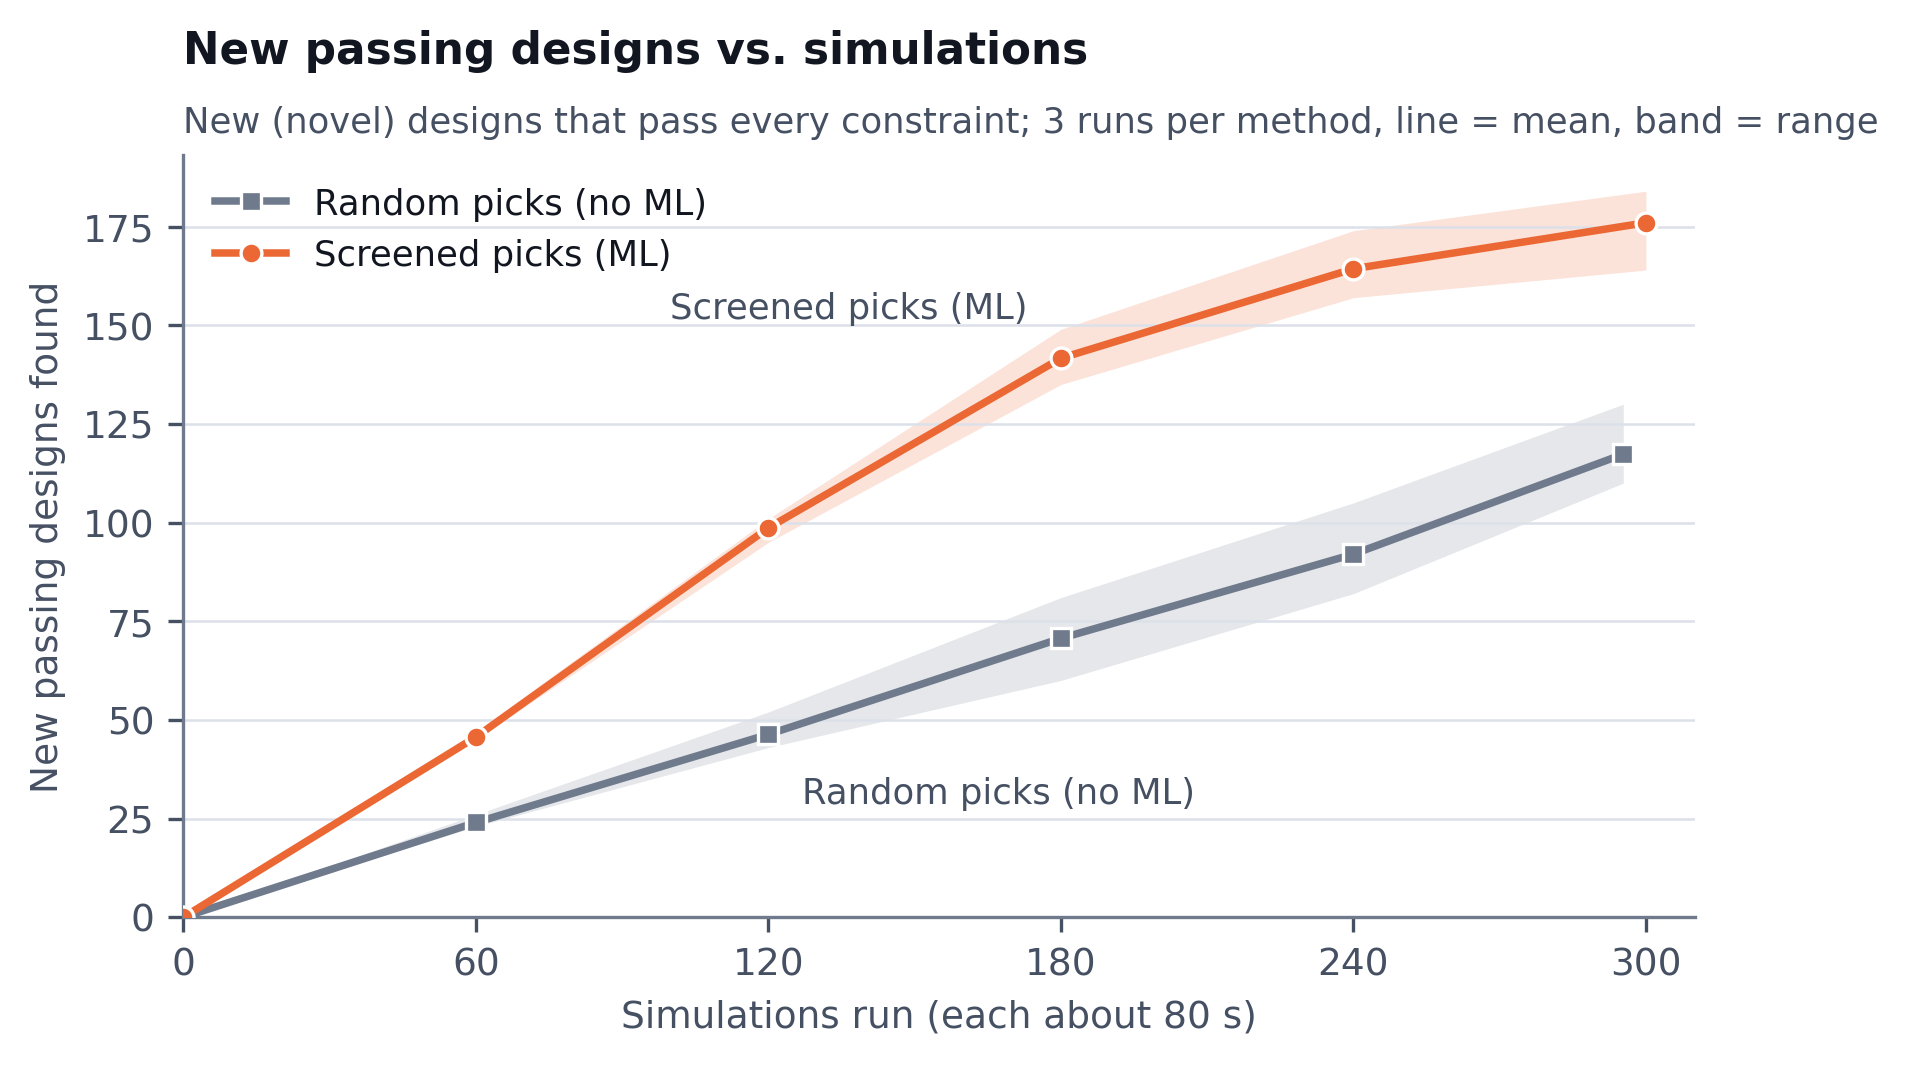 New passing designs vs. simulations
New (novel) designs that pass every constraint; 3 runs per method, line = mean, band = range
Random picks (no ML)
Screened picks (ML)
Screened picks (ML)
Random picks (no ML)
New passing designs found
175
150
125
100
75
50
25
0
0 60 120 180 240 300
Simulations run (each about 80 s)